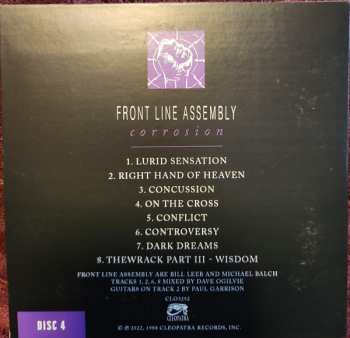 FRONT LINE ASSEMBLY
corrosion
1. LURID SENSATION
2. RIGHT HAND OF HEAVEN
3. CONCUSSION
4. ON THE CROSS
5. CONFLICT
6. CONTROVERSY
7. DARK DREAMS
8. THEWRACK PART III - WISDOM
FRONT LINE ASSEMBLY ARE BILL LEEB AND MICHAEL BALCH
TRACKS 1, 2, 6, 8 MIXED BY DAVE OGILVIE
GUITARS ON TRACK 2 BY PAUL GARRISON
CLEOPATRA
© ℗ 2022, 1988 CLEOPATRA RECORDS, INC.
DISC 4